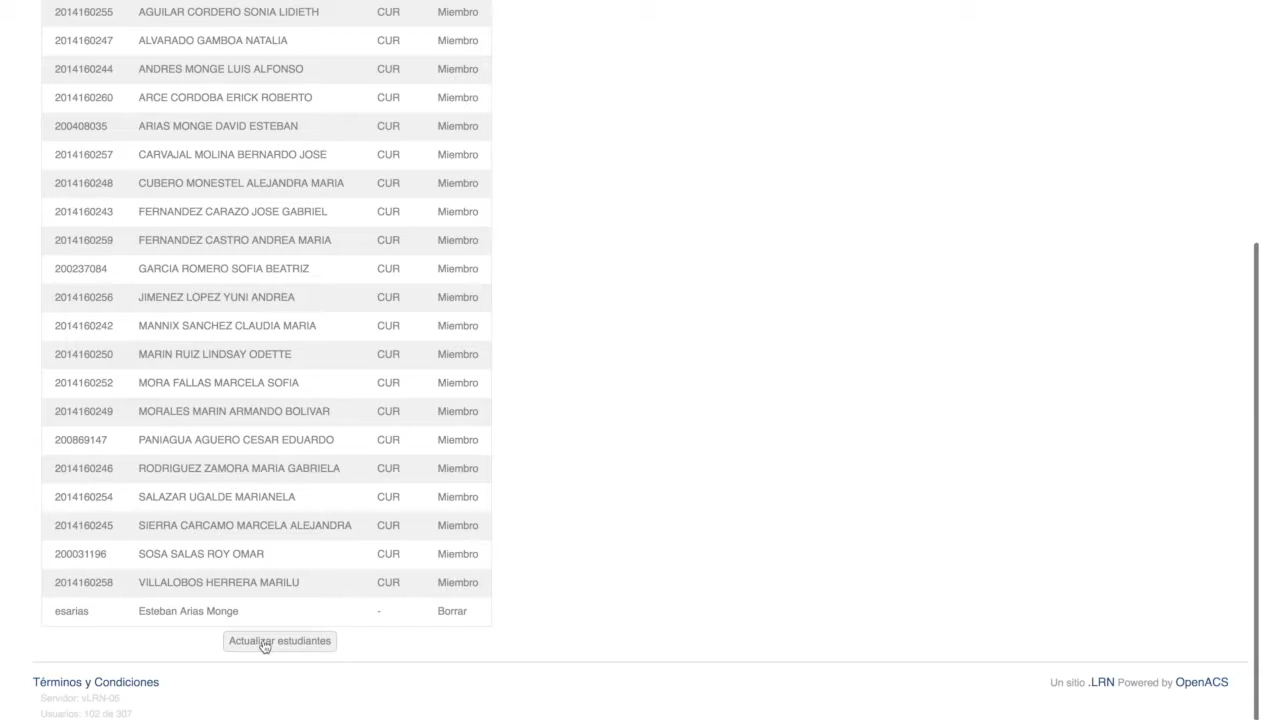 2014160255 AGUILAR CORDERO SONIA LIDIETH CUR Miembro
2014160247 ALVARADO GAMBOA NATALIA CUR Miembro
2014160244 ANDRES MONGE LUIS ALFONSO CUR Miembro
2014160260 ARCE CORDOBA ERICK ROBERTO CUR Miembro
200408035 ARIAS MONGE DAVID ESTEBAN CUR Miembro
2014160257 CARVAJAL MOLINA BERNARDO JOSE CUR Miembro
2014160248 CUBERO MONESTEL ALEJANDRA MARIA CUR Miembro
2014160243 FERNANDEZ CARAZO JOSE GABRIEL CUR Miembro
2014160259 FERNANDEZ CASTRO ANDREA MARIA CUR Miembro
200237084 GARCIA ROMERO SOFIA BEATRIZ CUR Miembro
2014160256 JIMENEZ LOPEZ YUNI ANDREA CUR Miembro
2014160242 MANNIX SANCHEZ CLAUDIA MARIA CUR Miembro
2014160250 MARIN RUIZ LINDSAY ODETTE CUR Miembro
2014160252 MORA FALLAS MARCELA SOFIA CUR Miembro
2014160249 MORALES MARIN ARMANDO BOLIVAR CUR Miembro
200869147 PANIAGUA AGUERO CESAR EDUARDO CUR Miembro
2014160246 RODRIGUEZ ZAMORA MARIA GABRIELA CUR Miembro
2014160254 SALAZAR UGALDE MARIANELA CUR Miembro
2014160245 SIERRA CARCAMO MARCELA ALEJANDRA CUR Miembro
200031196 SOSA SALAS ROY OMAR CUR Miembro
2014160258 VILLALOBOS HERRERA MARILU CUR Miembro
esarias Esteban Arias Monge - Borrar
Actualizar estudiantes
Términos y Condiciones Un sitio .LRN Powered by OpenACS
Servidor: vLRN-05
Usuarios: 102 de 307